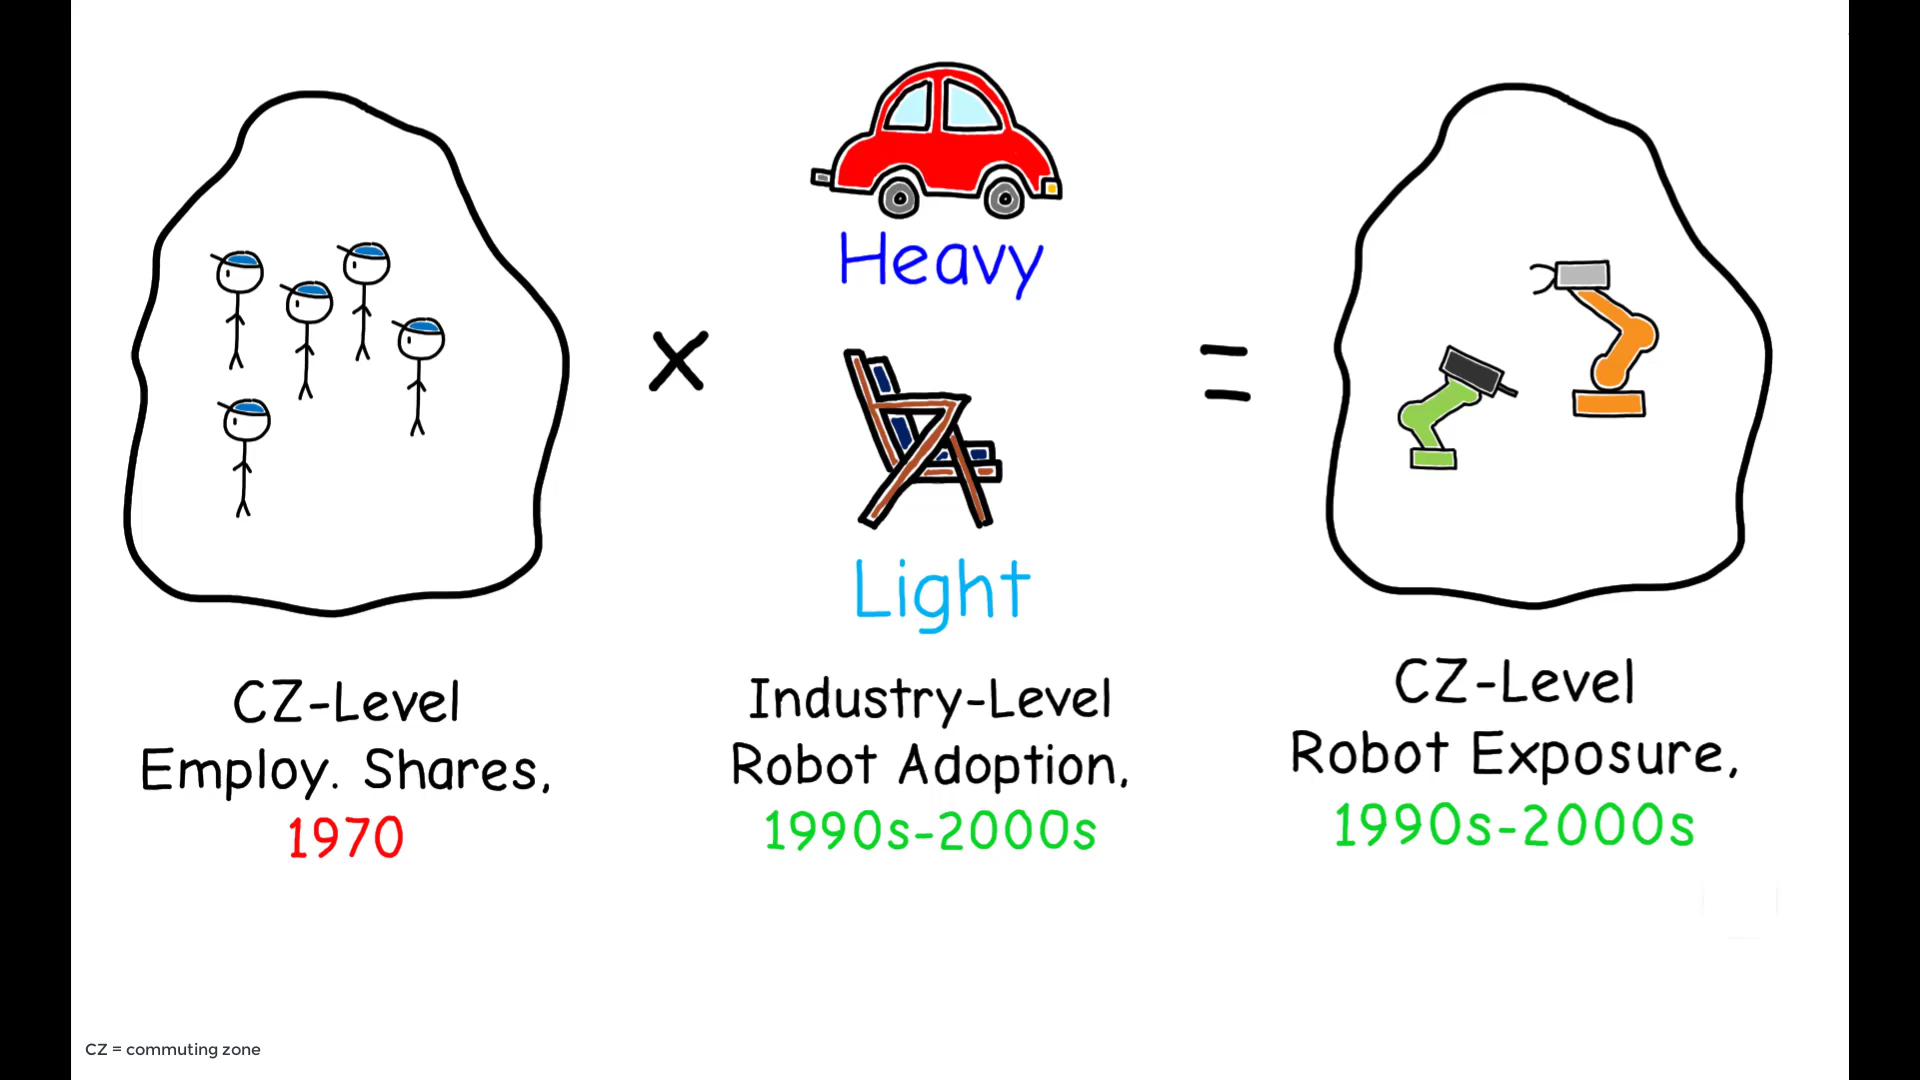 Heavy
Light
CZ-Level
Employ. Shares,
1970
Industry-Level
Robot Adoption,
1990s-2000s
CZ-Level
Robot Exposure,
1990s-2000s
CZ = commuting zone